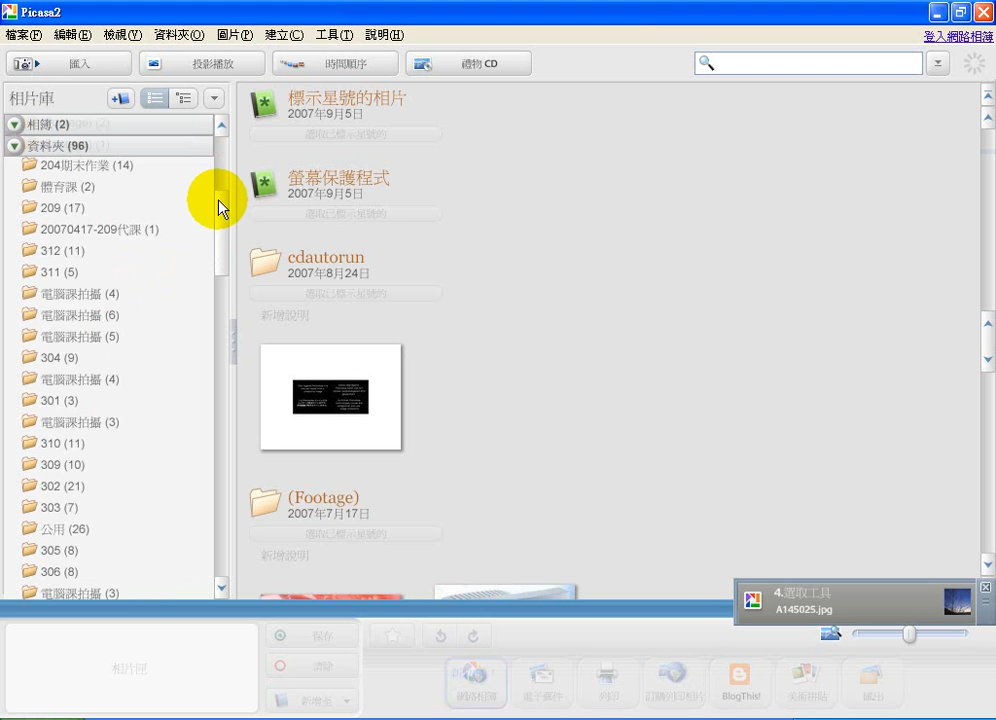 Picasa2
檔案(F) 編輯(E) 檢視(V) 資料夾(O) 圖片(P) 建立(C) 工具(T) 說明(H)
登入網路相簿
匯入 投影播放 時間順序 禮物 CD
相片庫
相簿 (2)
資料夾 (96)
204期末作業 (14)
體育課 (2)
209 (17)
20070417-209代課 (1)
312 (11)
311 (5)
電腦課拍攝 (4)
電腦課拍攝 (6)
電腦課拍攝 (5)
304 (9)
電腦課拍攝 (4)
301 (3)
電腦課拍攝 (3)
310 (11)
309 (10)
302 (21)
303 (7)
公用 (26)
305 (8)
306 (8)
電腦課拍攝 (3)
標示星號的相片
2007年9月5日
選取已標示星號的
螢幕保護程式
2007年9月5日
選取已標示星號的
cdautorun
2007年8月24日
選取已標示星號的
新增說明
(Footage)
2007年7月17日
選取已標示星號的
新增說明
4.選取工具
A145025.jpg
相片匣
保存
清除
新增至
網路相簿 電子郵件 列印 訂購列印相片 BlogThis! 美術拼貼 匯出